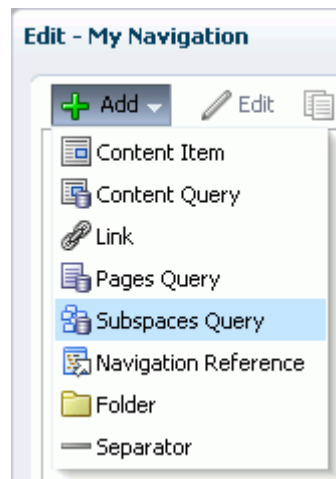 Edit - My Navigation
Add Edit
Content Item
Content Query
Link
Pages Query
Subspaces Query
Navigation Reference
Folder
Separator